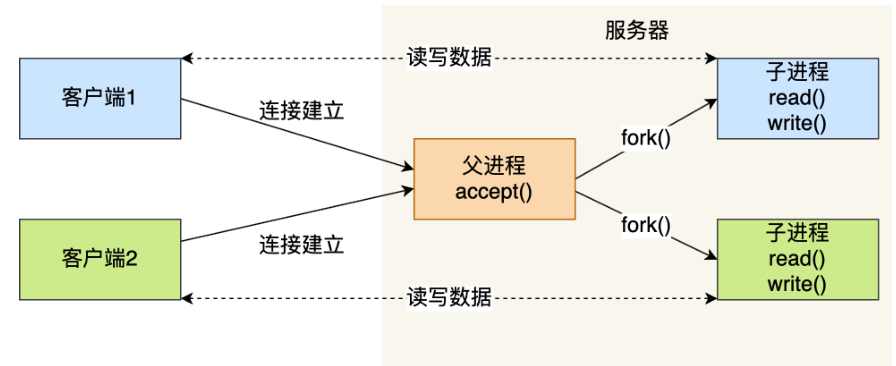 服务器
读写数据
客户端1
子进程
read()
write()
连接建立
fork()
父进程
accept()
fork()
连接建立
客户端2
子进程
read()
write()
读写数据